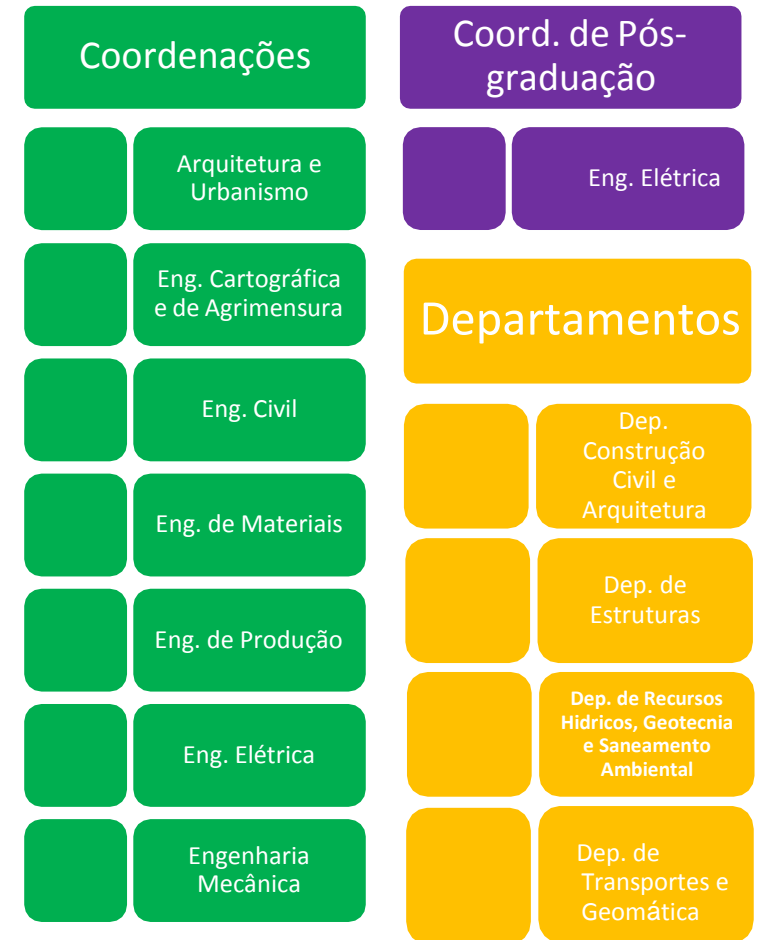 Coordenações
Arquitetura e
Urbanismo
Eng. Cartográfica
e de Agrimensura
Eng. Civil
Eng. de Materiais
Eng. de Produção
Eng. Elétrica
Engenharia
Mecânica
Coord. de Pós-
graduação
Eng. Elétrica
Departamentos
Dep.
Construção
Civil e
Arquitetura
Dep. de
Estruturas
Dep. de Recursos
Hidricos, Geotecnia
e Saneamento
Ambiental
Dep. de
Transportes e
Geomática